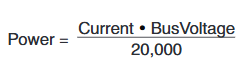 Power = Current • BusVoltage
20,000